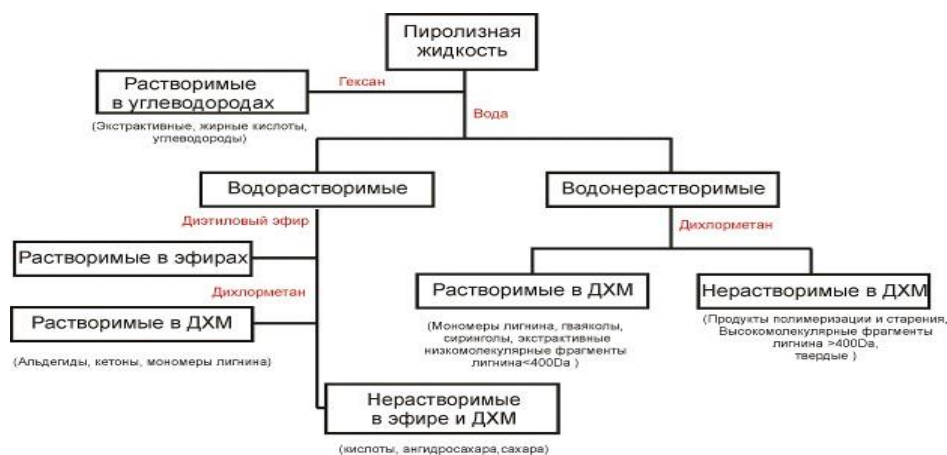 Пиролизная
жидкость
Гексан
Растворимые
в углеводородах
(Экстрактивные, жирные кислоты,
углеводороды)
Вода
Водорастворимые
Водонерастворимые
Диэтиловый эфир
Дихлорметан
Растворимые в эфирах
Дихлорметан
Растворимые в ДХМ
(Альдегиды, кетоны, мономеры лигнина)
Растворимые в ДХМ
(Мономеры лигнина, гваяколы,
сиринголы, экстрактивные
низкомолекулярные фрагменты
лигнина<400Da )
Нерастворимые в ДХМ
(Продукты полимеризации и старения,
Высокомолекулярные фрагменты
лигнина >400Da,
твердые )
Нерастворимые
в эфире и ДХМ
(кислоты, ангидросахара,сахара)